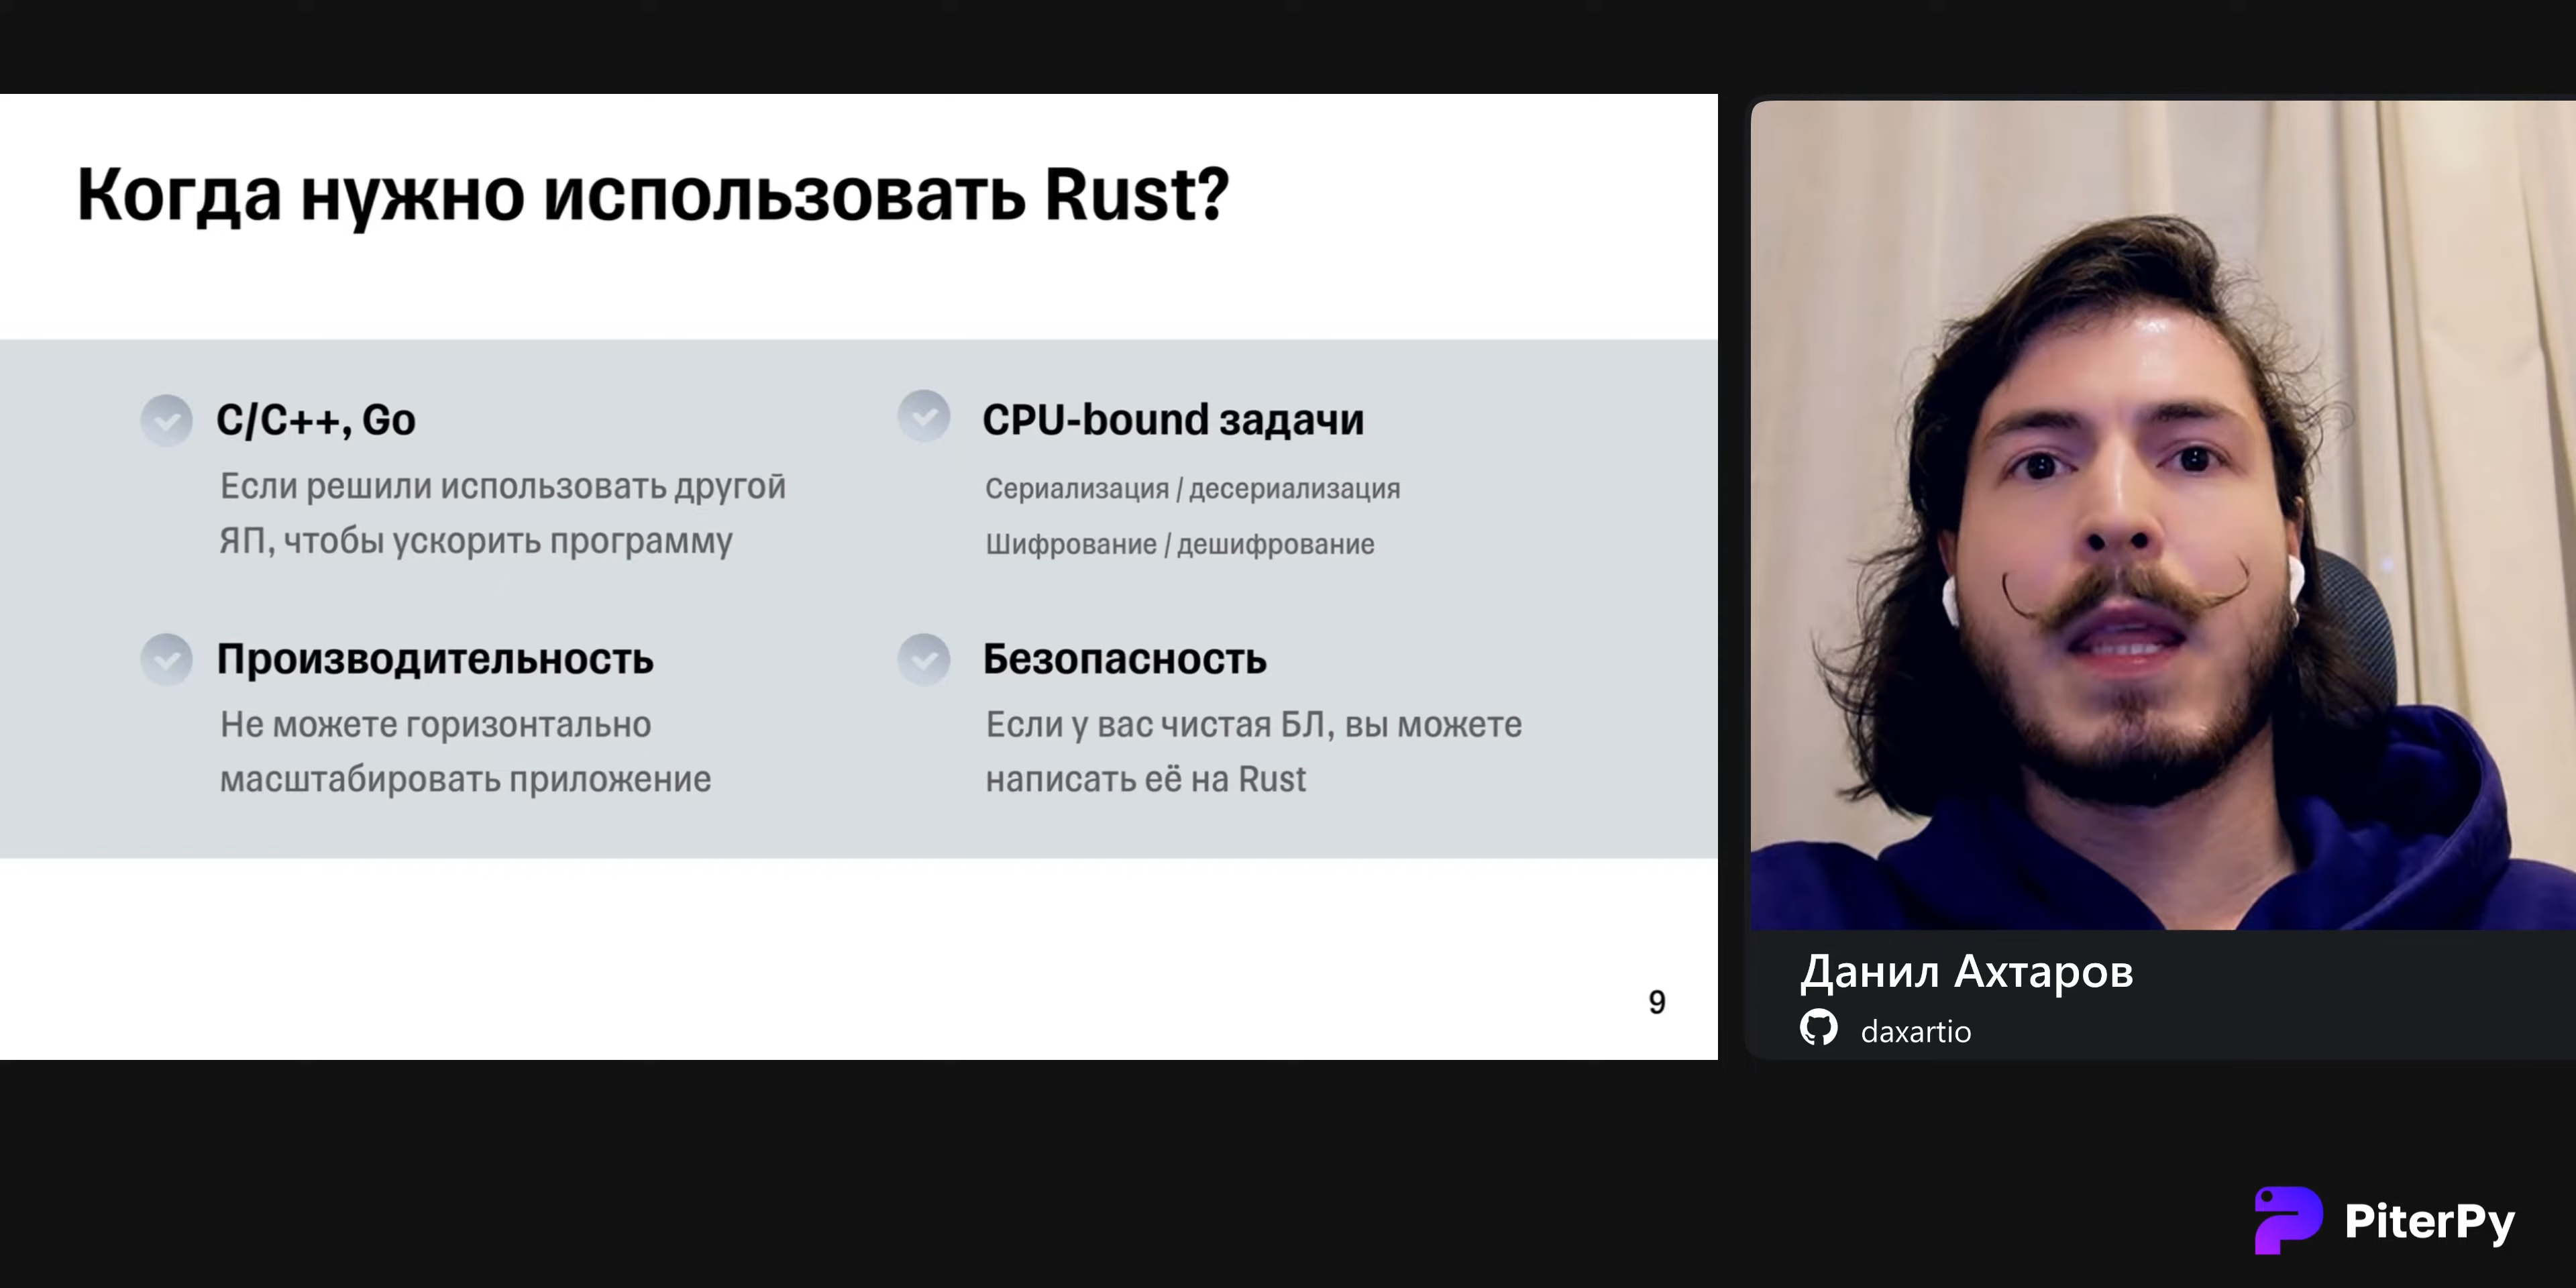 Когда нужно использовать Rust?
C/C++, Go
Если решили использовать другой
ЯП, чтобы ускорить программу
CPU-bound задачи
Сериализация / десериализация
Шифрование / дешифрование
Производительность
Не можете горизонтально
масштабировать приложение
Безопасность
Если у вас чистая БЛ, вы можете
написать её на Rust
9
Данил Ахтаров
daxartio
PiterPy